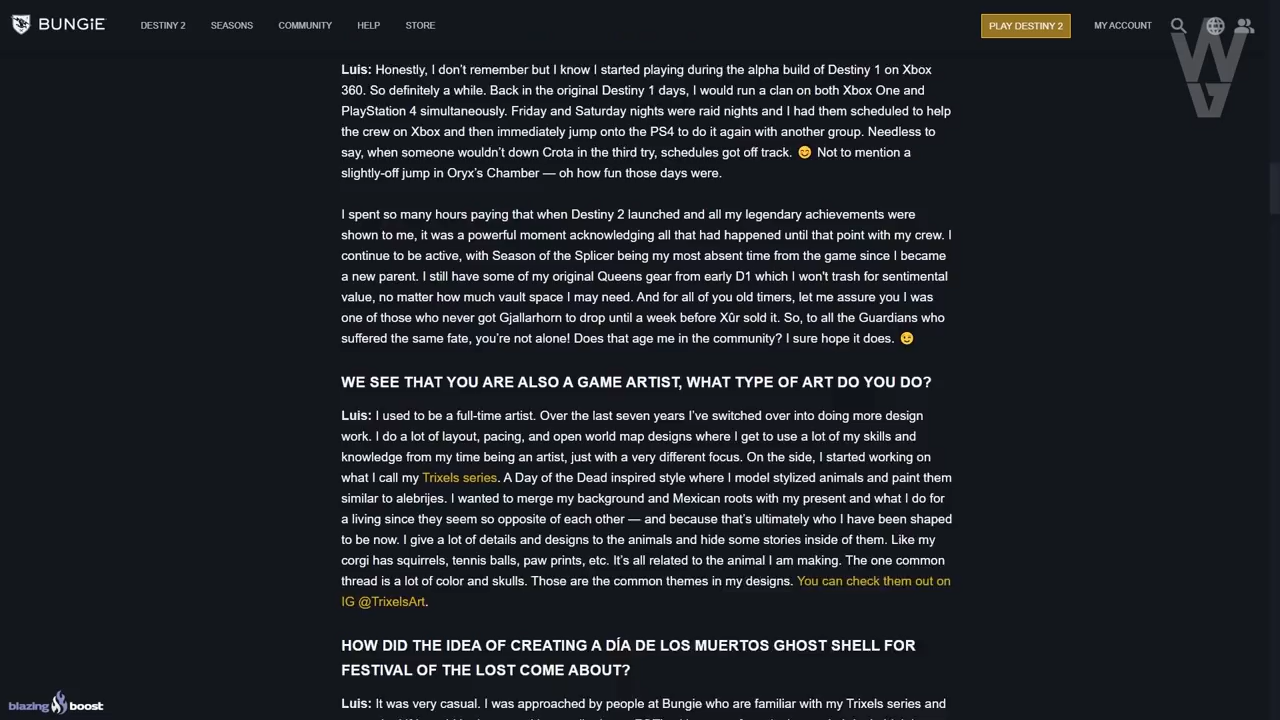 BUNGiE DESTINY 2 SEASONS COMMUNITY HELP STORE PLAY DESTINY 2 MY ACCOUNT
WG
Luis: Honestly, I don't remember but I know I started playing during the alpha build of Destiny 1 on Xbox
360. So definitely a while. Back in the original Destiny 1 days, I would run a clan on both Xbox One and
PlayStation 4 simultaneously. Friday and Saturday nights were raid nights and I had them scheduled to help
the crew on Xbox and then immediately jump onto the PS4 to do it again with another group. Needless to
say, when someone wouldn't down Crota in the third try, schedules got off track. 😊 Not to mention a
slightly-off jump in Oryx's Chamber — oh how fun those days were.
I spent so many hours paying that when Destiny 2 launched and all my legendary achievements were
shown to me, it was a powerful moment acknowledging all that had happened until that point with my crew. I
continue to be active, with Season of the Splicer being my most absent time from the game since I became
a new parent. I still have some of my original Queens gear from early D1 which I won't trash for sentimental
value, no matter how much vault space I may need. And for all of you old timers, let me assure you I was
one of those who never got Gjallarhorn to drop until a week before Xûr sold it. So, to all the Guardians who
suffered the same fate, you're not alone! Does that age me in the community? I sure hope it does. 😉
WE SEE THAT YOU ARE ALSO A GAME ARTIST, WHAT TYPE OF ART DO YOU DO?
Luis: I used to be a full-time artist. Over the last seven years I've switched over into doing more design
work. I do a lot of layout, pacing, and open world map designs where I get to use a lot of my skills and
knowledge from my time being an artist, just with a very different focus. On the side, I started working on
what I call my Trixels series. A Day of the Dead inspired style where I model stylized animals and paint them
similar to alebrijes. I wanted to merge my background and Mexican roots with my present and what I do for
a living since they seem so opposite of each other — and because that's ultimately who I have been shaped
to be now. I give a lot of details and designs to the animals and hide some stories inside of them. Like my
corgi has squirrels, tennis balls, paw prints, etc. It's all related to the animal I am making. The one common
thread is a lot of color and skulls. Those are the common themes in my designs. You can check them out on
IG @TrixelsArt.
HOW DID THE IDEA OF CREATING A DÍA DE LOS MUERTOS GHOST SHELL FOR
FESTIVAL OF THE LOST COME ABOUT?
Luis: It was very casual. I was approached by people at Bungie who are familiar with my Trixels series and
blazing boost